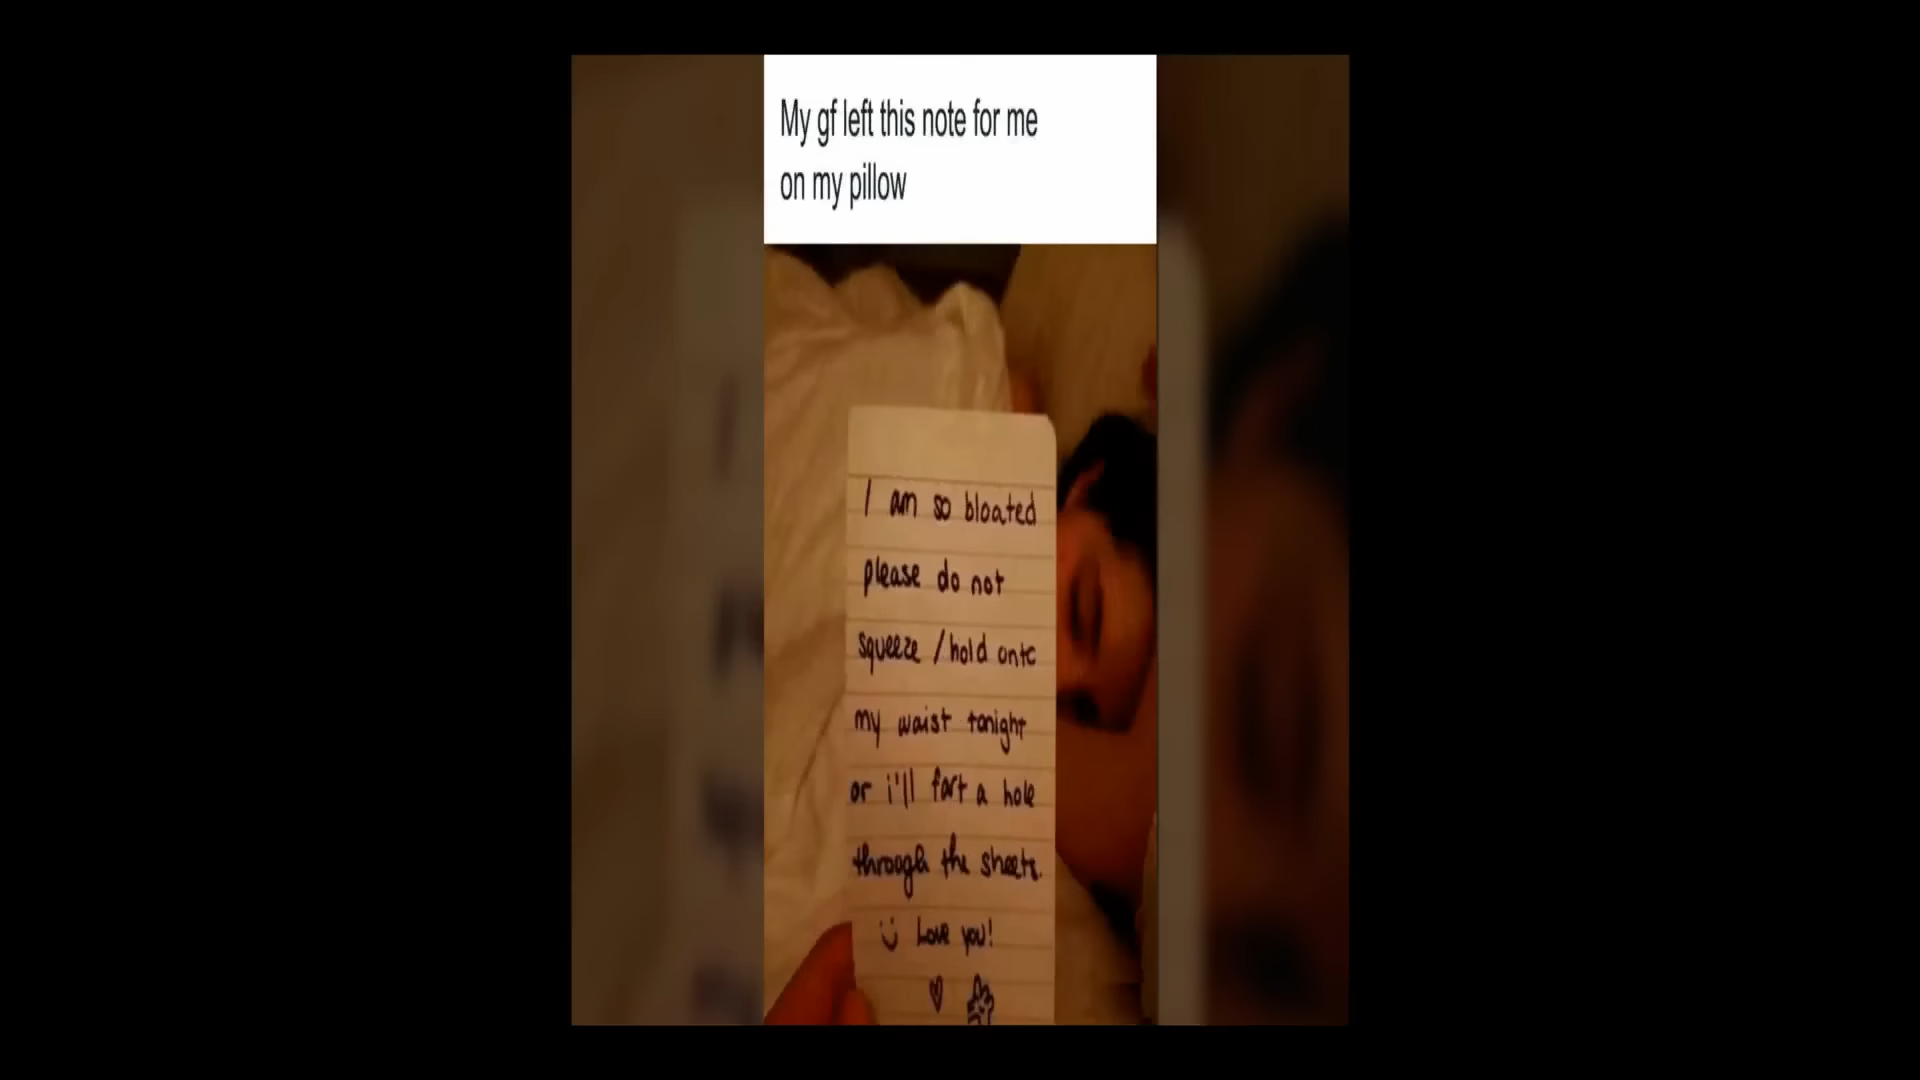 My gf left this note for me
on my pillow
I am so bloated
please do not
squeeze / hold onto
my waist tonight
or i'll fart a hole
through the sheets.
Love you!